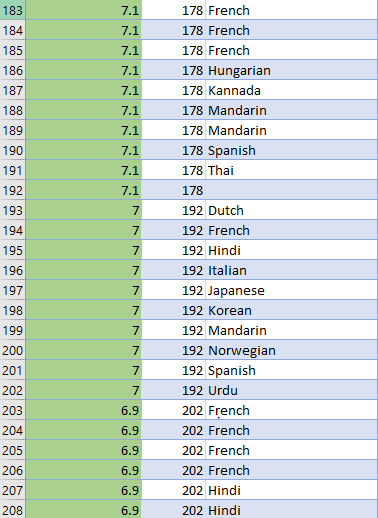 183 7.1 178 French
184 7.1 178 French
185 7.1 178 French
186 7.1 178 Hungarian
187 7.1 178 Kannada
188 7.1 178 Mandarin
189 7.1 178 Mandarin
190 7.1 178 Spanish
191 7.1 178 Thai
192 7.1 178
193 7 192 Dutch
194 7 192 French
195 7 192 Hindi
196 7 192 Italian
197 7 192 Japanese
198 7 192 Korean
199 7 192 Mandarin
200 7 192 Norwegian
201 7 192 Spanish
202 7 192 Urdu
203 6.9 202 French
204 6.9 202 French
205 6.9 202 French
206 6.9 202 French
207 6.9 202 Hindi
208 6.9 202 Hindi